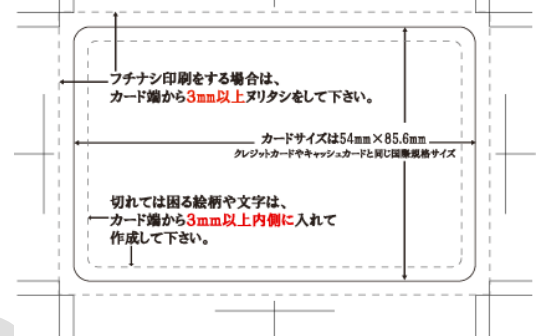 フチナシ印刷をする場合は、
カード端から3mm以上ヌリタシをして下さい。
カードサイズは54mm×85.6mm
クレジットカードやキャッシュカードと同じ国際規格サイズ
切れては困る絵柄や文字は、
カード端から3mm以上内側に入れて
作成して下さい。